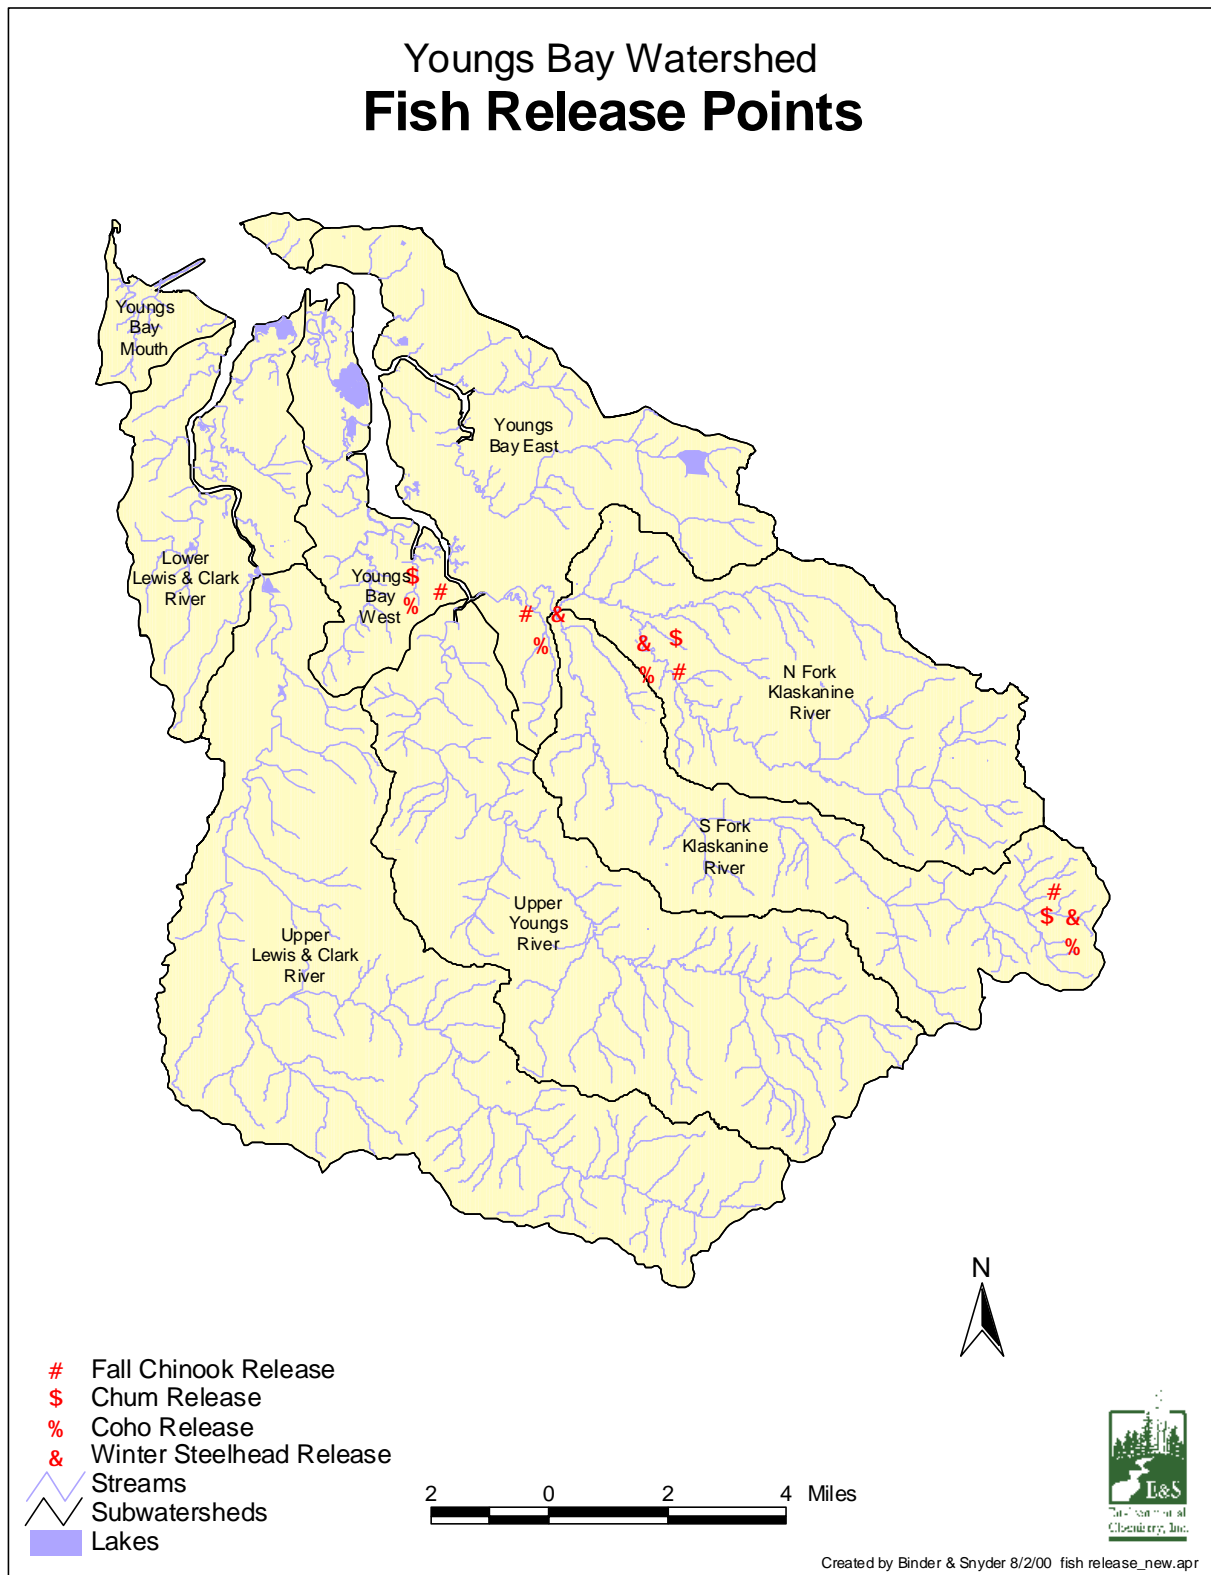 Youngs Bay Watershed
Fish Release Points
Youngs
Bay
Mouth
Youngs
Bay East
Lower
Lewis & Clark
River
Youngs
Bay
West
$
#
%
#
&
%
&
$
%
#
N Fork
Klaskanine
River
S Fork
Klaskanine
River
#
$ &
%
Upper
Youngs
River
Upper
Lewis & Clark
River
N
# Fall Chinook Release
$ Chum Release
% Coho Release
& Winter Steelhead Release
Streams
Subwatersheds
Lakes
2 0 2 4 Miles
E&S
Environmental
Chemistry, Inc.
Created by Binder & Snyder 8/2/00 fish release_new.apr